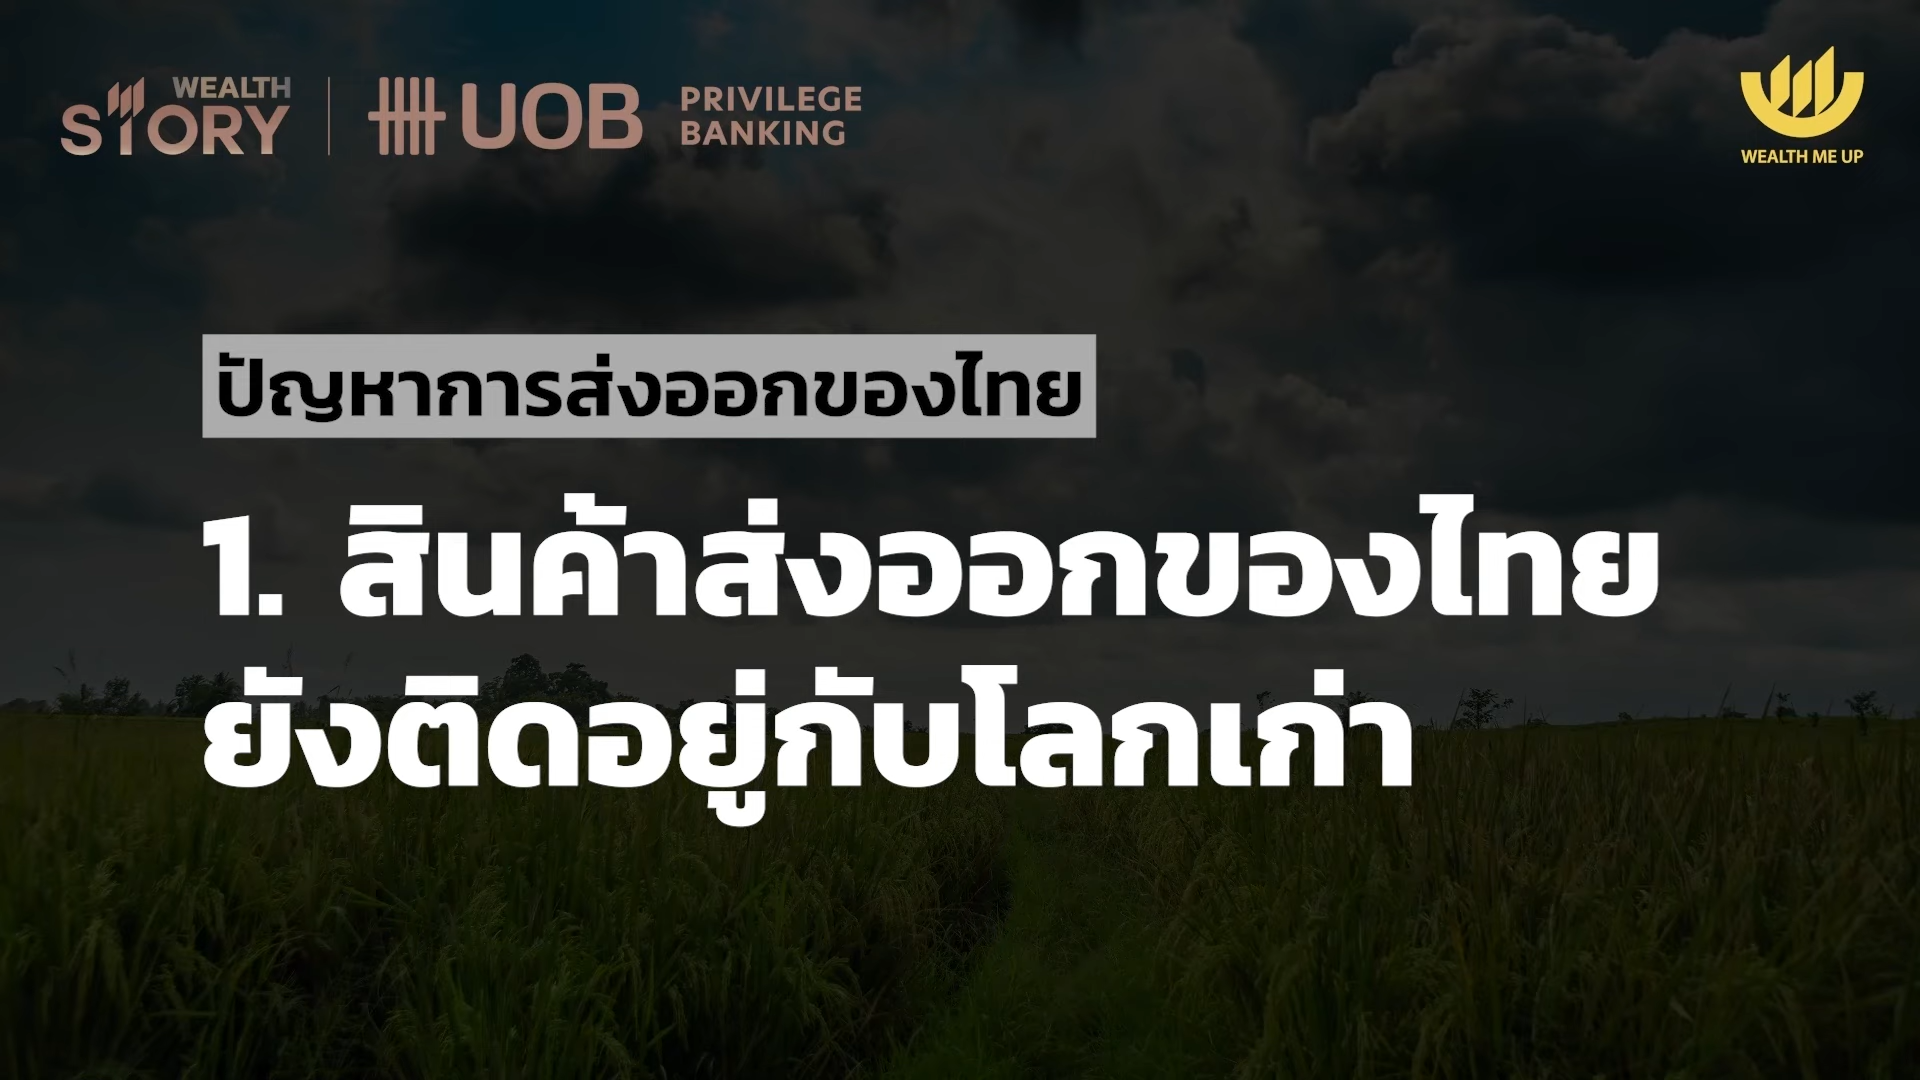 WEALTH
STORY
UOB
PRIVILEGE
BANKING
WEALTH ME UP
ปัญหาการส่งออกของไทย
1. สินค้าส่งออกของไทย
ยังติดอยู่กับโลกเก่า